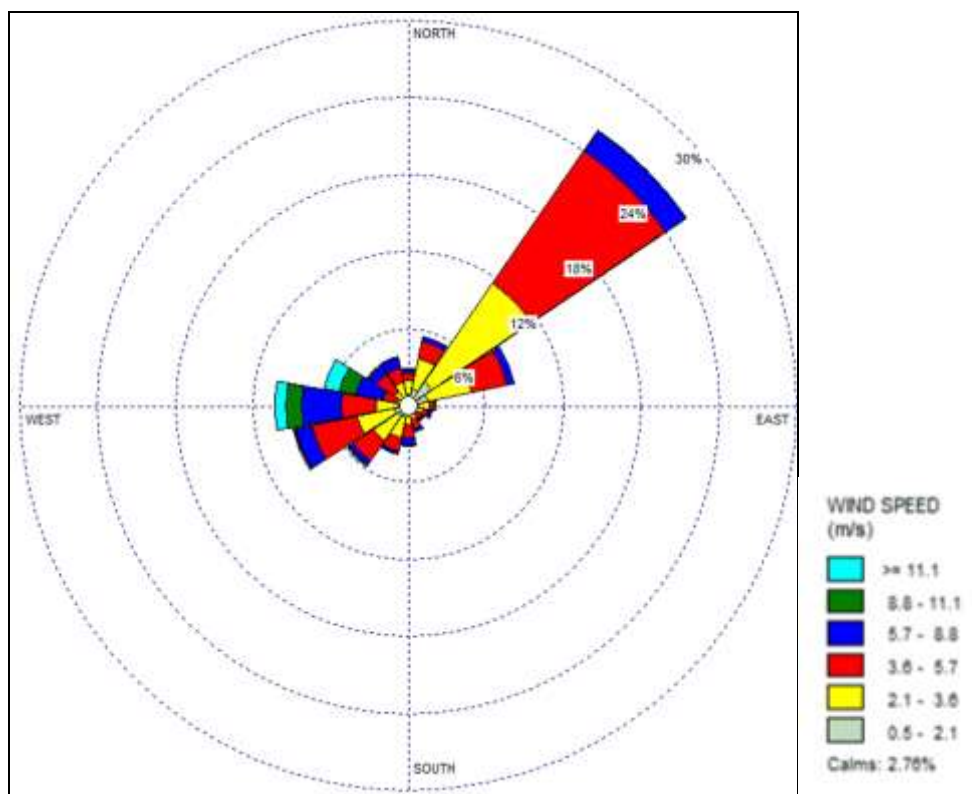 NORTH
30%
24%
18%
12%
6%
WEST
EAST
SOUTH
WIND SPEED
(m/s)
>= 11.1
8.8 - 11.1
5.7 - 8.8
3.6 - 5.7
2.1 - 3.6
0.5 - 2.1
Calms: 2.76%